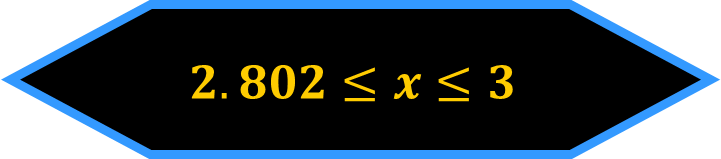 2.802 ≤ x ≤ 3